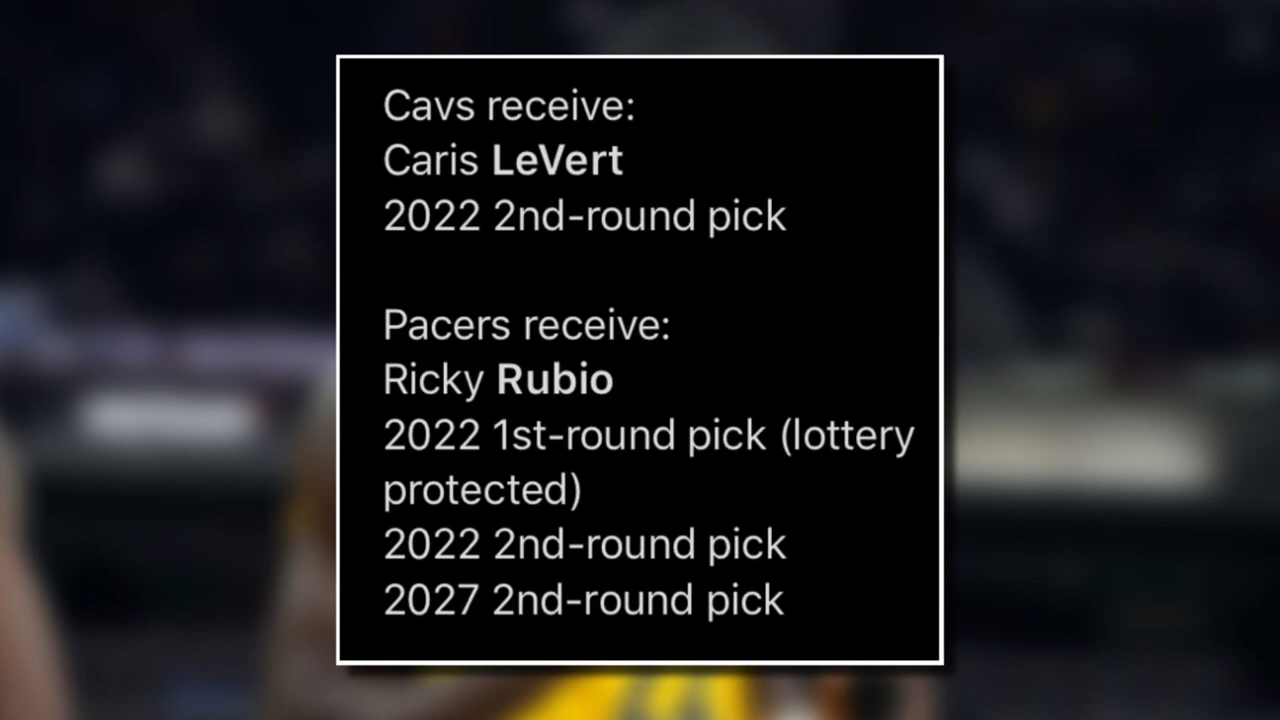 Cavs receive:
Caris LeVert
2022 2nd-round pick
Pacers receive:
Ricky Rubio
2022 1st-round pick (lottery
protected)
2022 2nd-round pick
2027 2nd-round pick